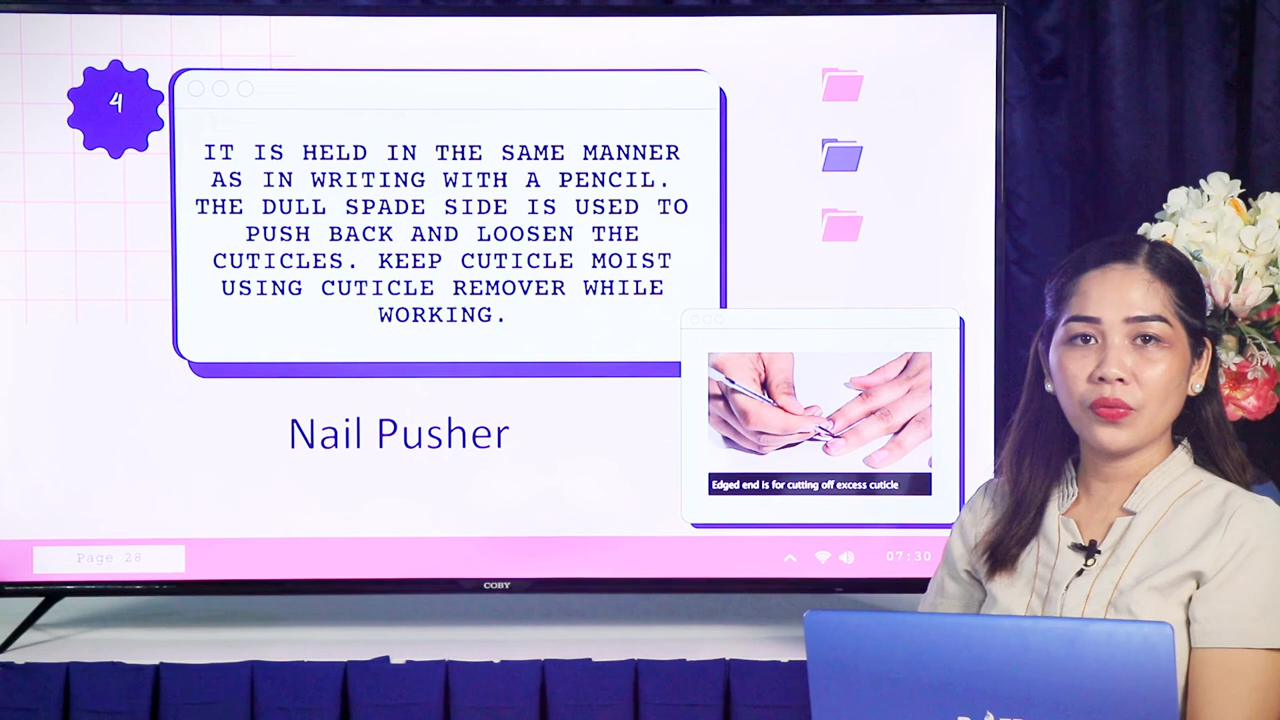 4
IT IS HELD IN THE SAME MANNER
AS IN WRITING WITH A PENCIL.
THE DULL SPADE SIDE IS USED TO
PUSH BACK AND LOOSEN THE
CUTICLES. KEEP CUTICLE MOIST
USING CUTICLE REMOVER WHILE
WORKING.
Nail Pusher
Edged end is for cutting off excess cuticle
Page 28
07:30
COBY